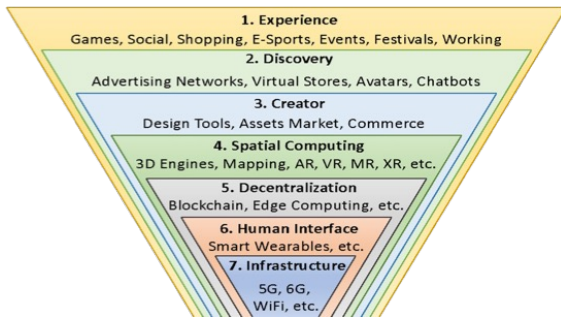 1. Experience
Games, Social, Shopping, E-Sports, Events, Festivals, Working
2. Discovery
Advertising Networks, Virtual Stores, Avatars, Chatbots
3. Creator
Design Tools, Assets Market, Commerce
4. Spatial Computing
3D Engines, Mapping, AR, VR, MR, XR, etc.
5. Decentralization
Blockchain, Edge Computing, etc.
6. Human Interface
Smart Wearables, etc.
7. Infrastructure
5G, 6G,
WiFi, etc.